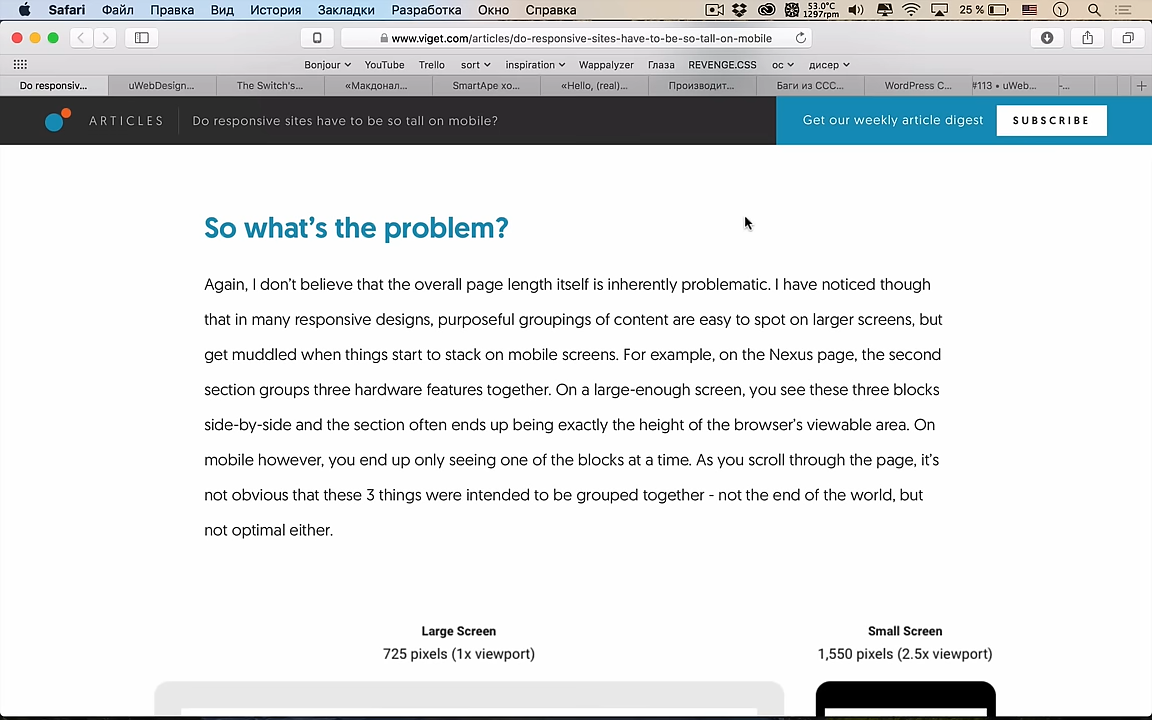 Safari Файл Правка Вид История Закладки Разработка Окно Справка 53.0°C 1297rpm 25 %
www.viget.com/articles/do-responsive-sites-have-to-be-so-tall-on-mobile
Bonjour YouTube Trello sort inspiration Wappalyzer Глаза REVENGE.CSS ос дисер
Do responsiv... uWebDesign... The Switch's... «Макдонал... SmartApe хо... «Hello, (real)... Производит... Баги из CCC... WordPress C... #113 • uWeb... -...
ARTICLES Do responsive sites have to be so tall on mobile? Get our weekly article digest SUBSCRIBE
So what’s the problem?
Again, I don’t believe that the overall page length itself is inherently problematic. I have noticed though
that in many responsive designs, purposeful groupings of content are easy to spot on larger screens, but
get muddled when things start to stack on mobile screens. For example, on the Nexus page, the second
section groups three hardware features together. On a large-enough screen, you see these three blocks
side-by-side and the section often ends up being exactly the height of the browser’s viewable area. On
mobile however, you end up only seeing one of the blocks at a time. As you scroll through the page, it’s
not obvious that these 3 things were intended to be grouped together - not the end of the world, but
not optimal either.
Large Screen
725 pixels (1x viewport)
Small Screen
1,550 pixels (2.5x viewport)